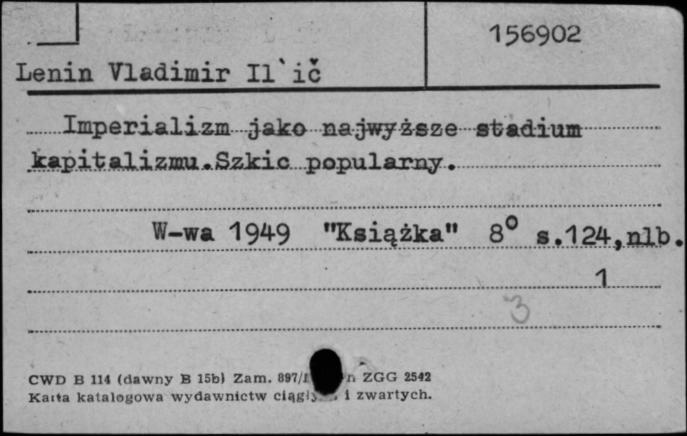 156902
Lenin Vladimir Il`ič
Imperializm jako najwyższe stadium
kapitalizmu.Szkic popularny.
W-wa 1949 "Książka" 8° s.124,nlb.
1
3
CWD B 114 (dawny B 15b) Zam. 897/ ZGG 2542
Karta katalogowa wydawnictw i zwartych.